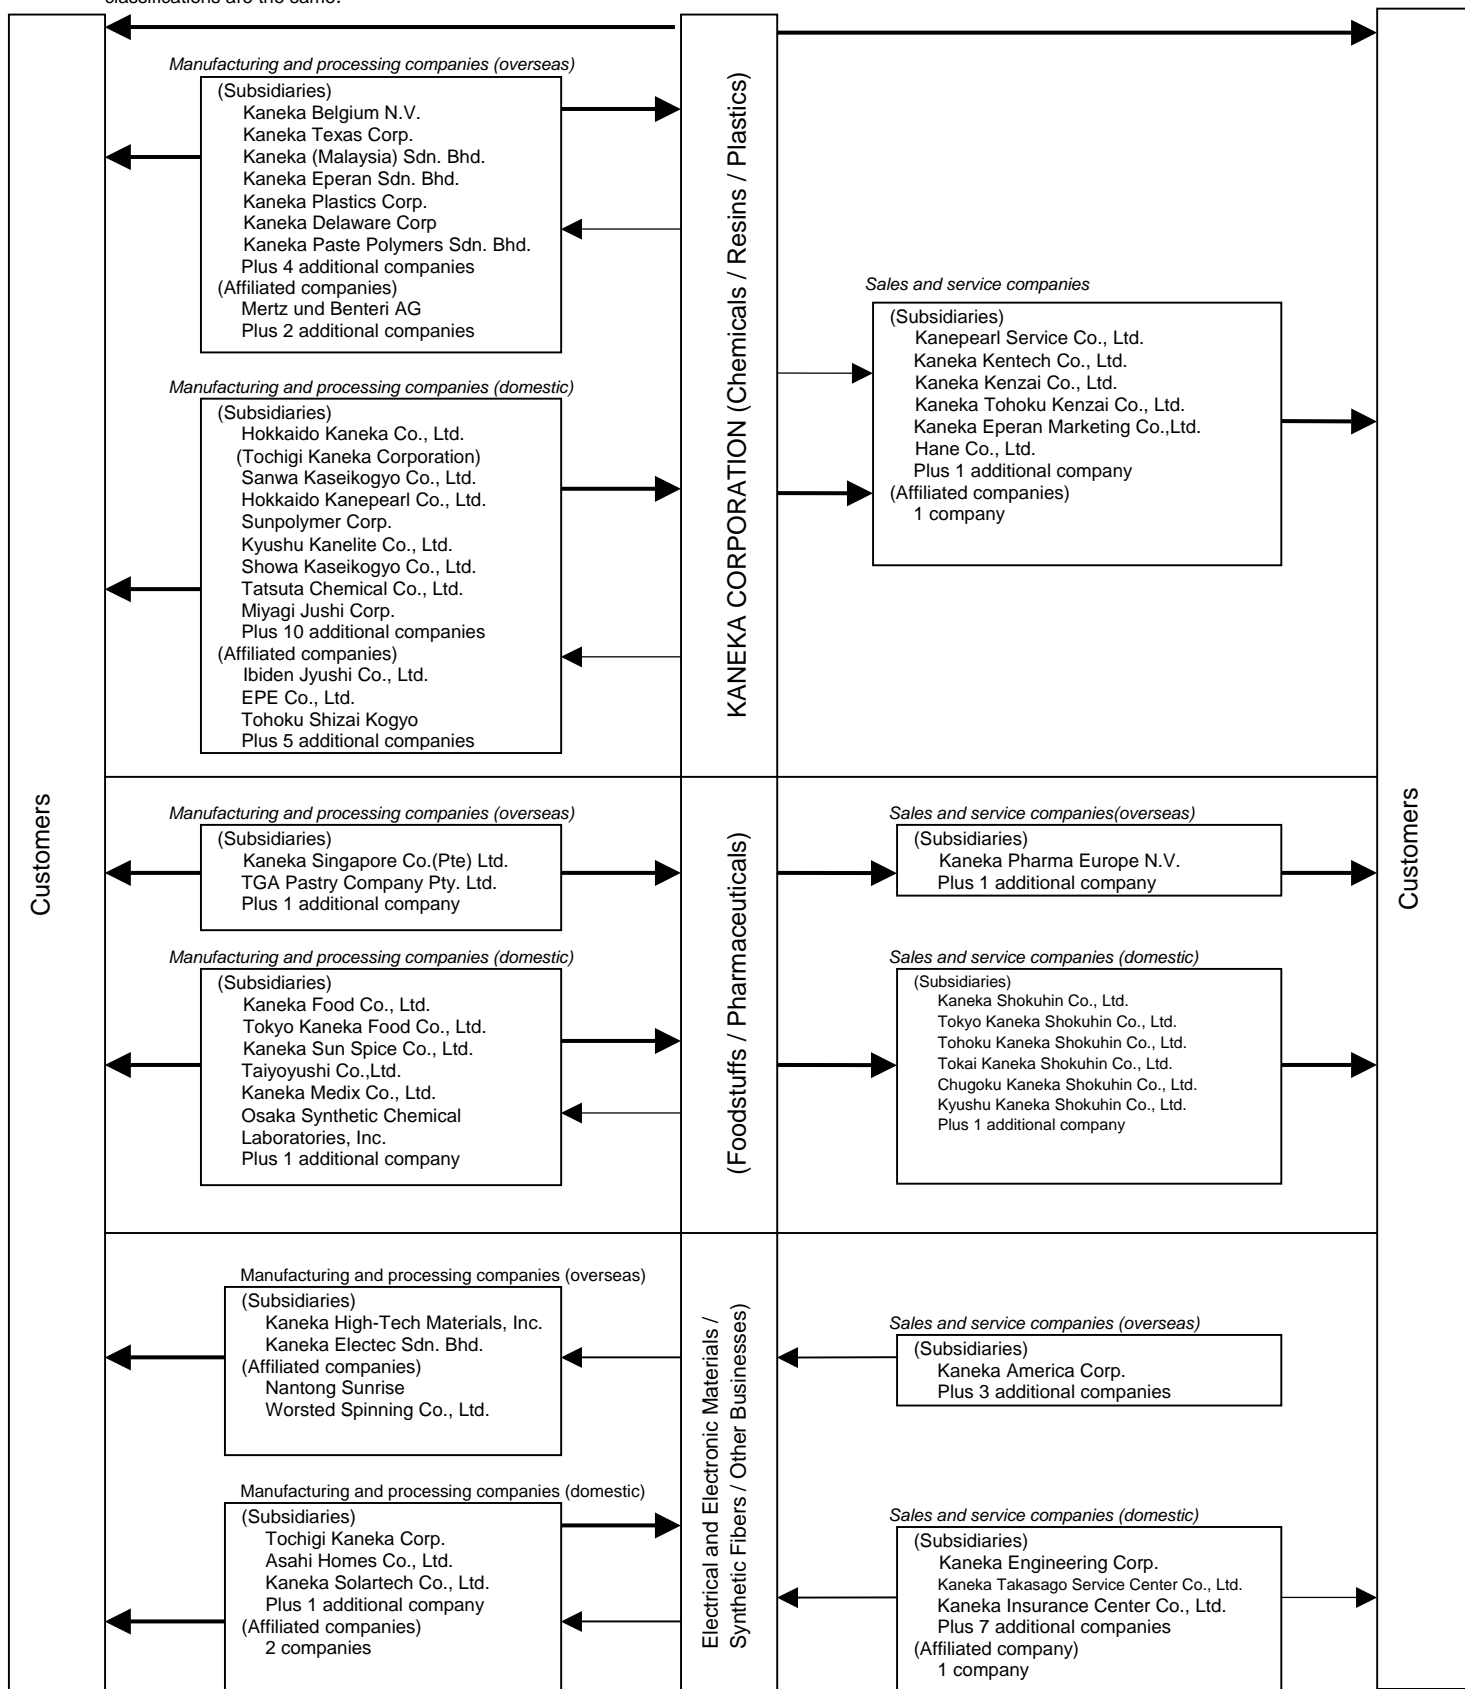 classifications are the same.
Customers
Manufacturing and processing companies (overseas)
(Subsidiaries)
Kaneka Belgium N.V.
Kaneka Texas Corp.
Kaneka (Malaysia) Sdn. Bhd.
Kaneka Eperan Sdn. Bhd.
Kaneka Plastics Corp.
Kaneka Delaware Corp
Kaneka Paste Polymers Sdn. Bhd.
Plus 4 additional companies
(Affiliated companies)
Mertz und Benteri AG
Plus 2 additional companies
Manufacturing and processing companies (domestic)
(Subsidiaries)
Hokkaido Kaneka Co., Ltd.
(Tochigi Kaneka Corporation)
Sanwa Kaseikogyo Co., Ltd.
Hokkaido Kanepearl Co., Ltd.
Sunpolymer Corp.
Kyushu Kanelite Co., Ltd.
Showa Kaseikogyo Co., Ltd.
Tatsuta Chemical Co., Ltd.
Miyagi Jushi Corp.
Plus 10 additional companies
(Affiliated companies)
Ibiden Jyushi Co., Ltd.
EPE Co., Ltd.
Tohoku Shizai Kogyo
Plus 5 additional companies
KANEKA CORPORATION (Chemicals / Resins / Plastics)
Sales and service companies
(Subsidiaries)
Kanepearl Service Co., Ltd.
Kaneka Kentech Co., Ltd.
Kaneka Kenzai Co., Ltd.
Kaneka Tohoku Kenzai Co., Ltd.
Kaneka Eperan Marketing Co.,Ltd.
Hane Co., Ltd.
Plus 1 additional company
(Affiliated companies)
1 company
Customers
Manufacturing and processing companies (overseas)
(Subsidiaries)
Kaneka Singapore Co.(Pte) Ltd.
TGA Pastry Company Pty. Ltd.
Plus 1 additional company
Manufacturing and processing companies (domestic)
(Subsidiaries)
Kaneka Food Co., Ltd.
Tokyo Kaneka Food Co., Ltd.
Kaneka Sun Spice Co., Ltd.
Taiyoyushi Co.,Ltd.
Kaneka Medix Co., Ltd.
Osaka Synthetic Chemical
Laboratories, Inc.
Plus 1 additional company
(Foodstuffs / Pharmaceuticals)
Sales and service companies(overseas)
(Subsidiaries)
Kaneka Pharma Europe N.V.
Plus 1 additional company
Sales and service companies (domestic)
(Subsidiaries)
Kaneka Shokuhin Co., Ltd.
Tokyo Kaneka Shokuhin Co., Ltd.
Tohoku Kaneka Shokuhin Co., Ltd.
Tokai Kaneka Shokuhin Co., Ltd.
Chugoku Kaneka Shokuhin Co., Ltd.
Kyushu Kaneka Shokuhin Co., Ltd.
Plus 1 additional company
Manufacturing and processing companies (overseas)
(Subsidiaries)
Kaneka High-Tech Materials, Inc.
Kaneka Electec Sdn. Bhd.
(Affiliated companies)
Nantong Sunrise
Worsted Spinning Co., Ltd.
Manufacturing and processing companies (domestic)
(Subsidiaries)
Tochigi Kaneka Corp.
Asahi Homes Co., Ltd.
Kaneka Solartech Co., Ltd.
Plus 1 additional company
(Affiliated companies)
2 companies
Electrical and Electronic Materials /
Synthetic Fibers / Other Businesses)
Sales and service companies (overseas)
(Subsidiaries)
Kaneka America Corp.
Plus 3 additional companies
Sales and service companies (domestic)
(Subsidiaries)
Kaneka Engineering Corp.
Kaneka Takasago Service Center Co., Ltd.
Kaneka Insurance Center Co., Ltd.
Plus 7 additional companies
(Affiliated company)
1 company